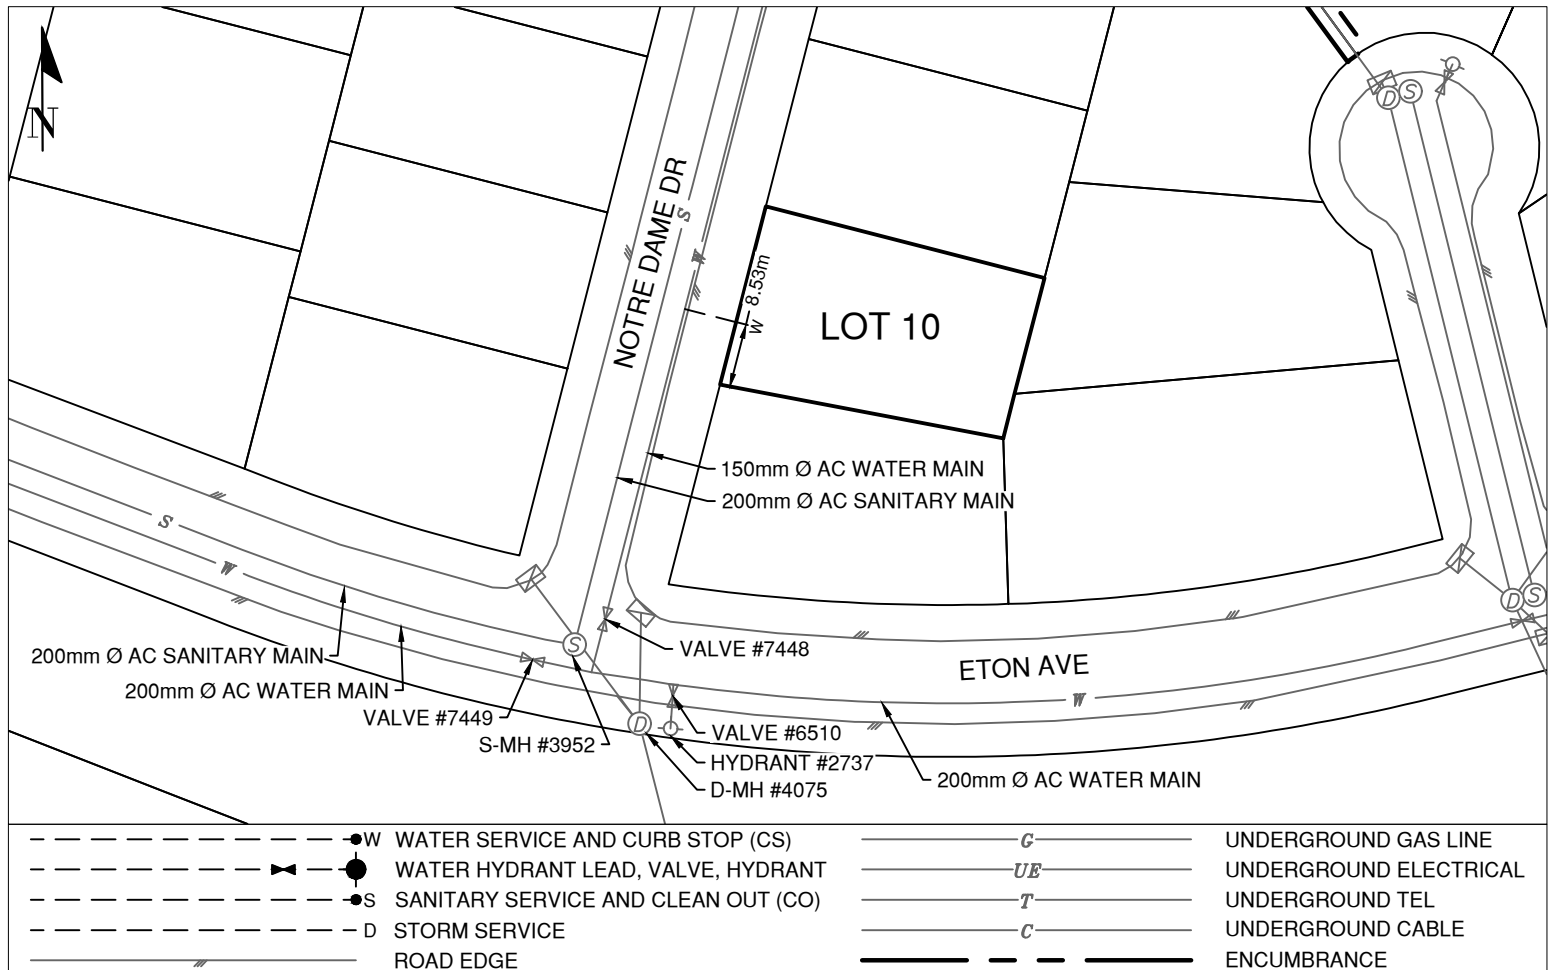 N
NOTRE DAME DR
S
W
W 8.53m
LOT 10
D S
150mm Ø AC WATER MAIN
200mm Ø AC SANITARY MAIN
S
W
D S
200mm Ø AC SANITARY MAIN
200mm Ø AC WATER MAIN
VALVE #7449
S-MH #3952
S
D
VALVE #7448
ETON AVE
W
VALVE #6510
HYDRANT #2737
D-MH #4075
200mm Ø AC WATER MAIN
W WATER SERVICE AND CURB STOP (CS)
WATER HYDRANT LEAD, VALVE, HYDRANT
S SANITARY SERVICE AND CLEAN OUT (CO)
D STORM SERVICE
ROAD EDGE
G UNDERGROUND GAS LINE
UE UNDERGROUND ELECTRICAL
T UNDERGROUND TEL
C UNDERGROUND CABLE
ENCUMBRANCE